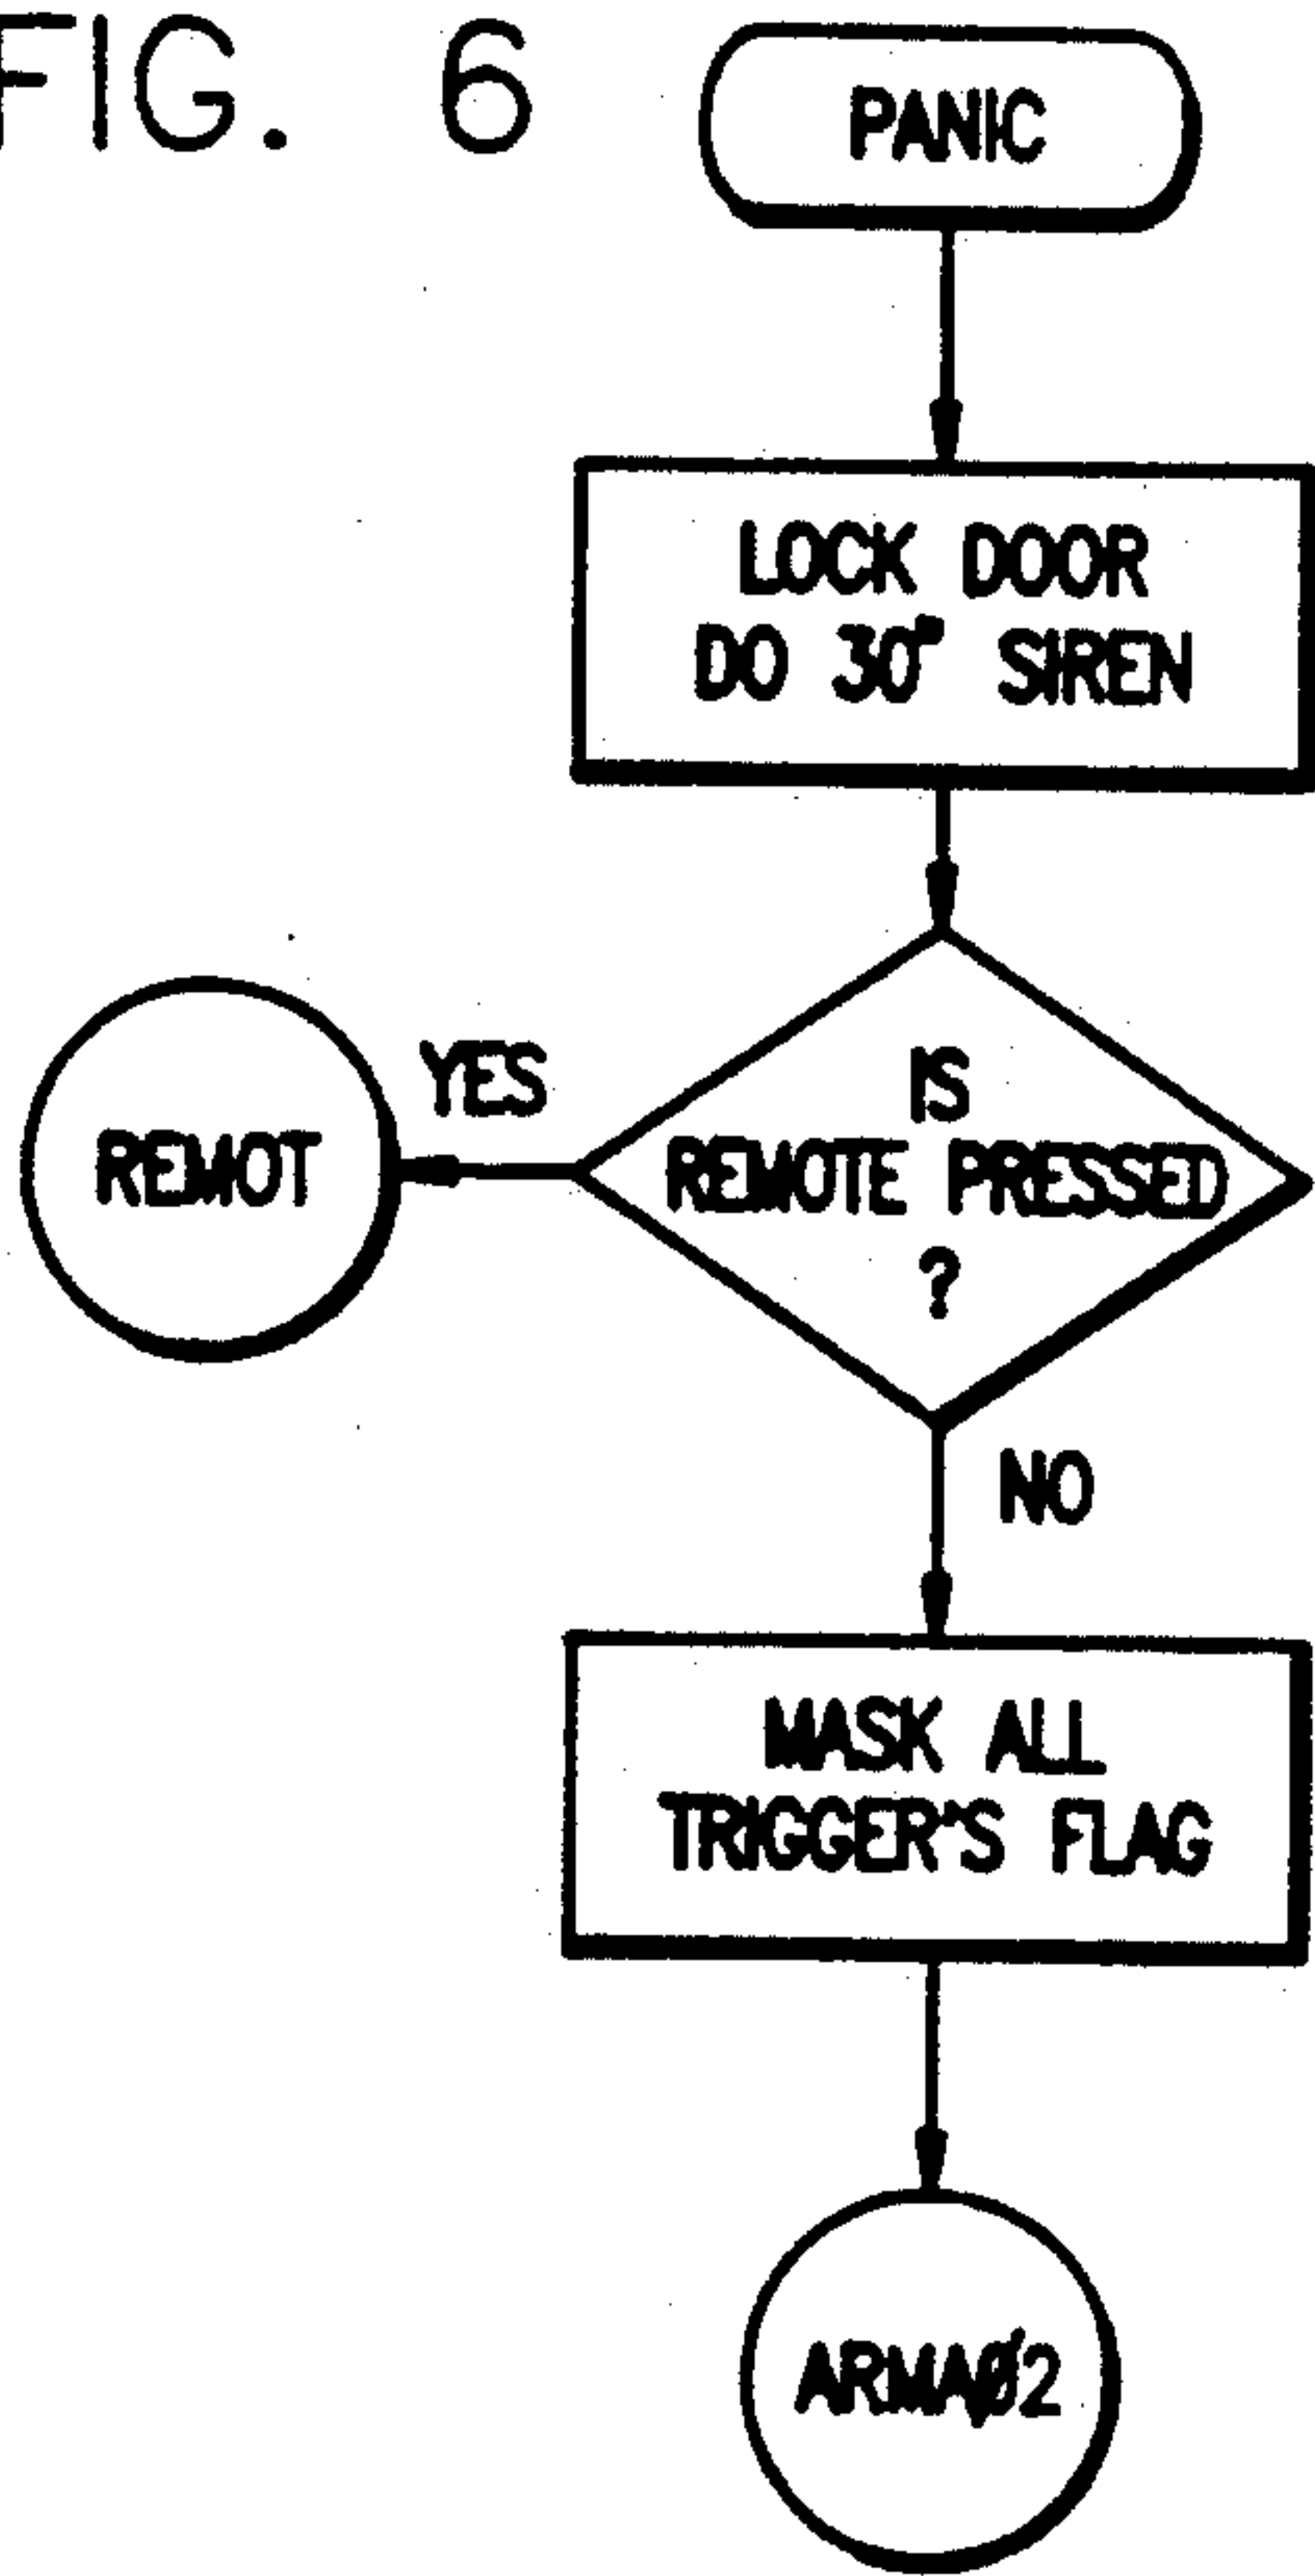 FIG. 6
PANIC
LOCK DOOR
DO 30" SIREN
IS
REMOTE PRESSED
?
YES
REMOT
NO
MASK ALL
TRIGGER'S FLAG
ARMAØ2